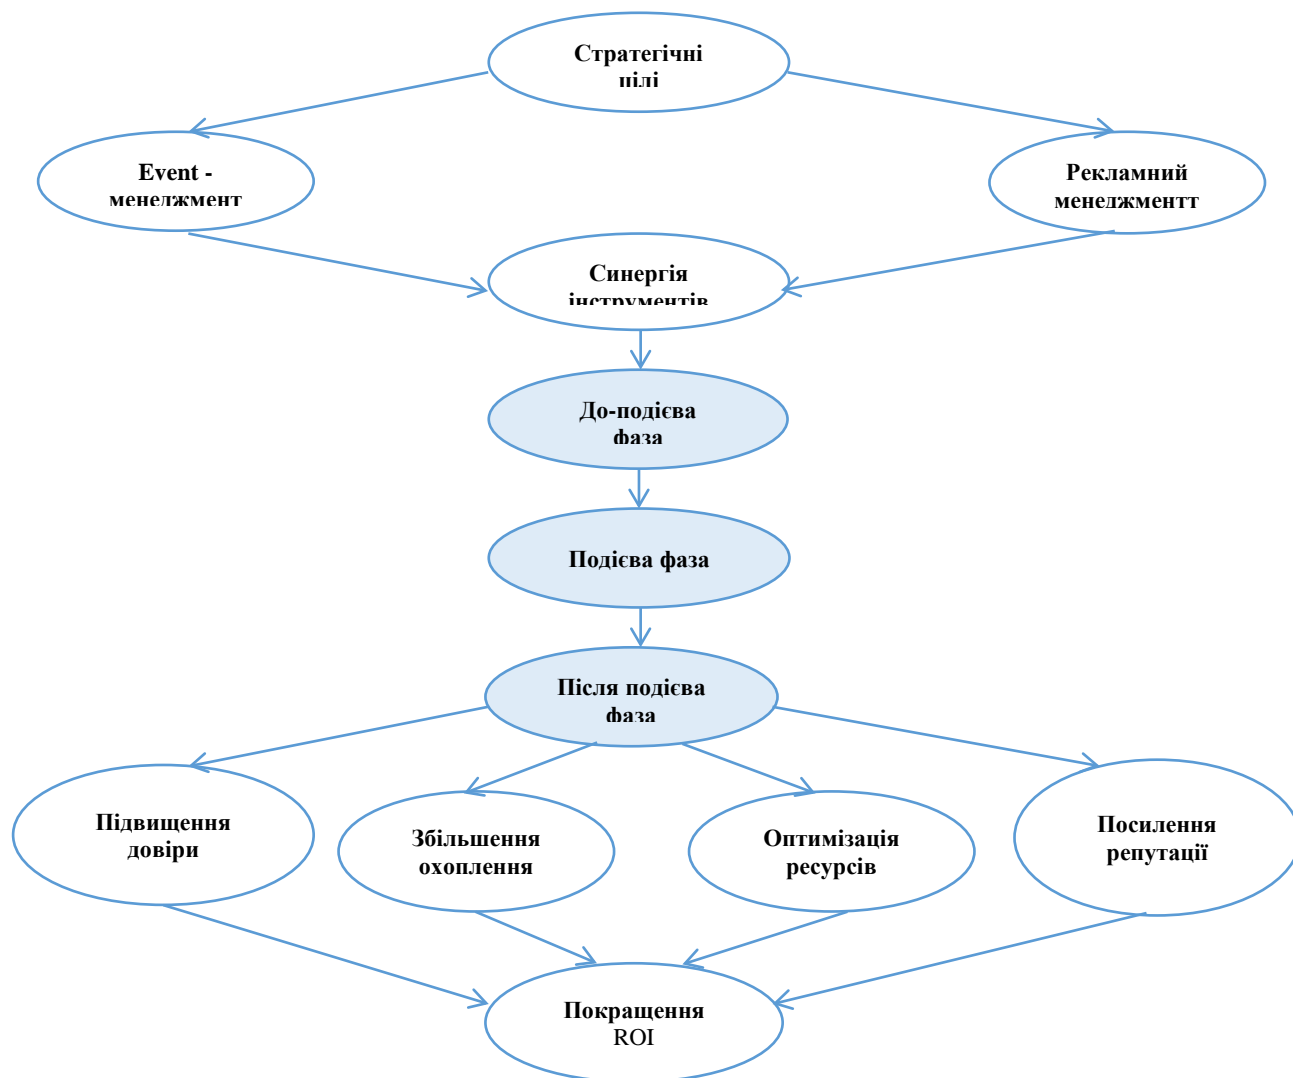 Стратегічні
цілі
Event -
менеджмент
Рекламний
менеджментт
Синергія
інструментів
До-подієва
фаза
Подієва фаза
Після подієва
фаза
Підвищення
довіри
Збільшення
охоплення
Оптимізація
ресурсів
Посилення
репутації
Покращення
ROI